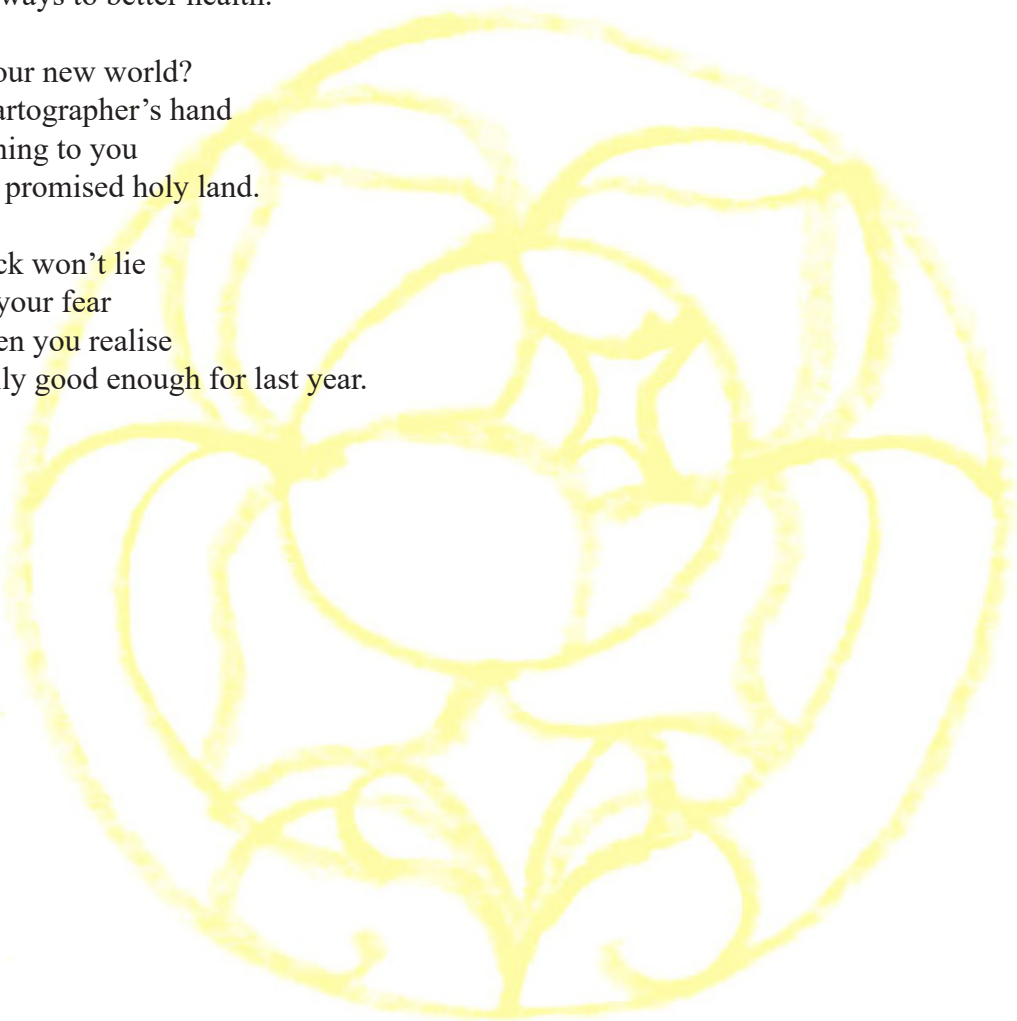 ways to better health.
our new world?
artographer’s hand
ning to you
promised holy land.
ck won’t lie
your fear
en you realise
lly good enough for last year.